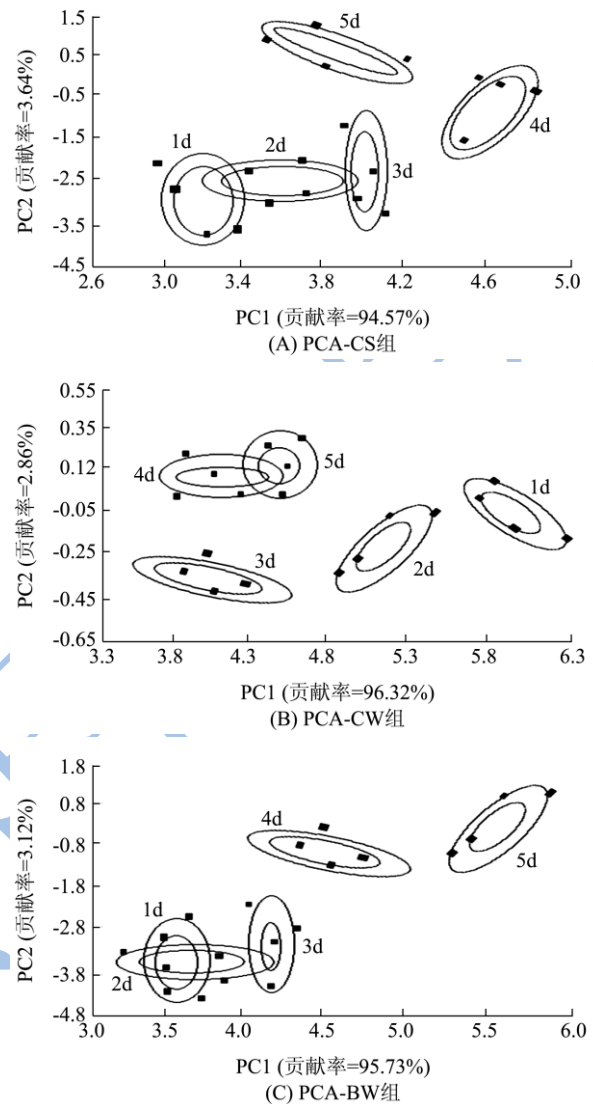 1.5
0.5
-0.5
-1.5
-2.5
-3.5
-4.5
PC2 (贡献率=3.64%)
5d
4d
1d
2d
3d
2.6 3.0 3.4 3.8 4.2 4.6 5.0
PC1 (贡献率=94.57%)
(A) PCA-CS组
0.55
0.35
0.12
-0.05
-0.25
-0.45
-0.65
PC2 (贡献率=2.86%)
4d
5d
1d
3d
2d
3.3 3.8 4.3 4.8 5.3 5.8 6.3
PC1 (贡献率=96.32%)
(B) PCA-CW组
1.8
0.8
-0.8
-1.8
-2.8
-3.8
-4.8
PC2 (贡献率=3.12%)
4d
5d
1d
3d
2d
3.0 3.5 4.0 4.5 5.0 5.5 6.0
PC1 (贡献率=95.73%)
(C) PCA-BW组